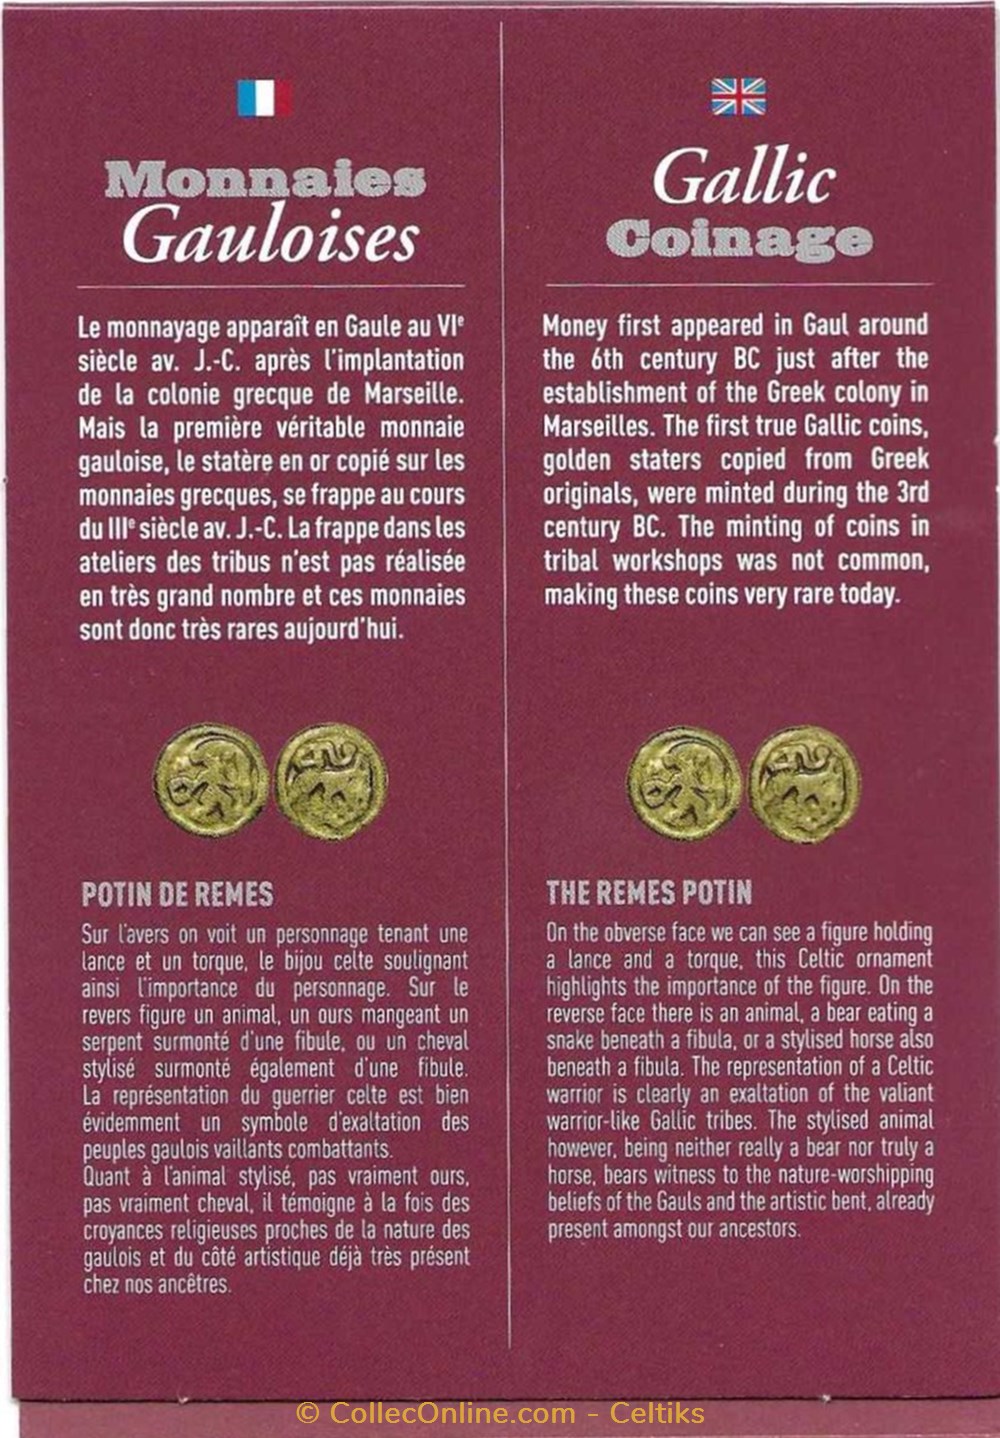 Monnaies
Gauloises
Le monnayage apparaît en Gaule au VIe
siècle av. J.-C. après l'implantation
de la colonie grecque de Marseille.
Mais la première véritable monnaie
gauloise, le statère en or copié sur les
monnaies grecques, se frappe au cours
du IIIe siècle av. J.-C. La frappe dans les
ateliers des tribus n'est pas réalisée
en très grand nombre et ces monnaies
sont donc très rares aujourd'hui.
POTIN DE REMES
Sur l'avers on voit un personnage tenant une
lance et un torque, le bijou celte soulignant
ainsi l'importance du personnage. Sur le
revers figure un animal, un ours mangeant un
serpent surmonté d'une fibule, ou un cheval
stylisé surmonté également d'une fibule.
La représentation du guerrier celte est bien
évidemment un symbole d'exaltation des
peuples gaulois vaillants combattants.
Quant à l'animal stylisé, pas vraiment ours,
pas vraiment cheval, il témoigne à la fois des
croyances religieuses proches de la nature des
gaulois et du côté artistique déjà très présent
chez nos ancêtres.
Gallic
Coinage
Money first appeared in Gaul around
the 6th century BC just after the
establishment of the Greek colony in
Marseilles. The first true Gallic coins,
golden staters copied from Greek
originals, were minted during the 3rd
century BC. The minting of coins in
tribal workshops was not common,
making these coins very rare today.
THE REMES POTIN
On the obverse face we can see a figure holding
a lance and a torque, this Celtic ornament
highlights the importance of the figure. On the
reverse face there is an animal, a bear eating a
snake beneath a fibula, or a stylised horse also
beneath a fibula. The representation of a Celtic
warrior is clearly an exaltation of the valiant
warrior-like Gallic tribes. The stylised animal
however, being neither really a bear nor truly a
horse, bears witness to the nature-worshipping
beliefs of the Gauls and the artistic bent, already
present amongst our ancestors.
© CollecOnline.com - Celtiks